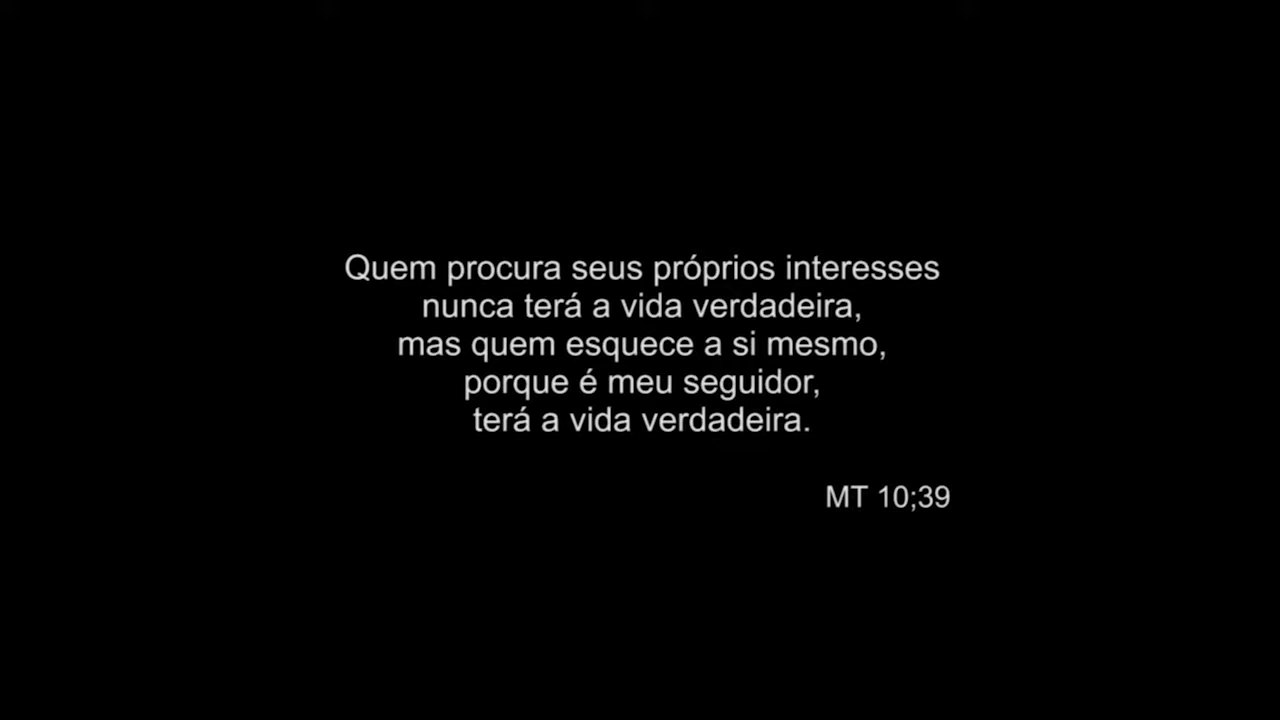 Quem procura seus próprios interesses
nunca terá a vida verdadeira,
mas quem esquece a si mesmo,
porque é meu seguidor,
terá a vida verdadeira.
MT 10;39